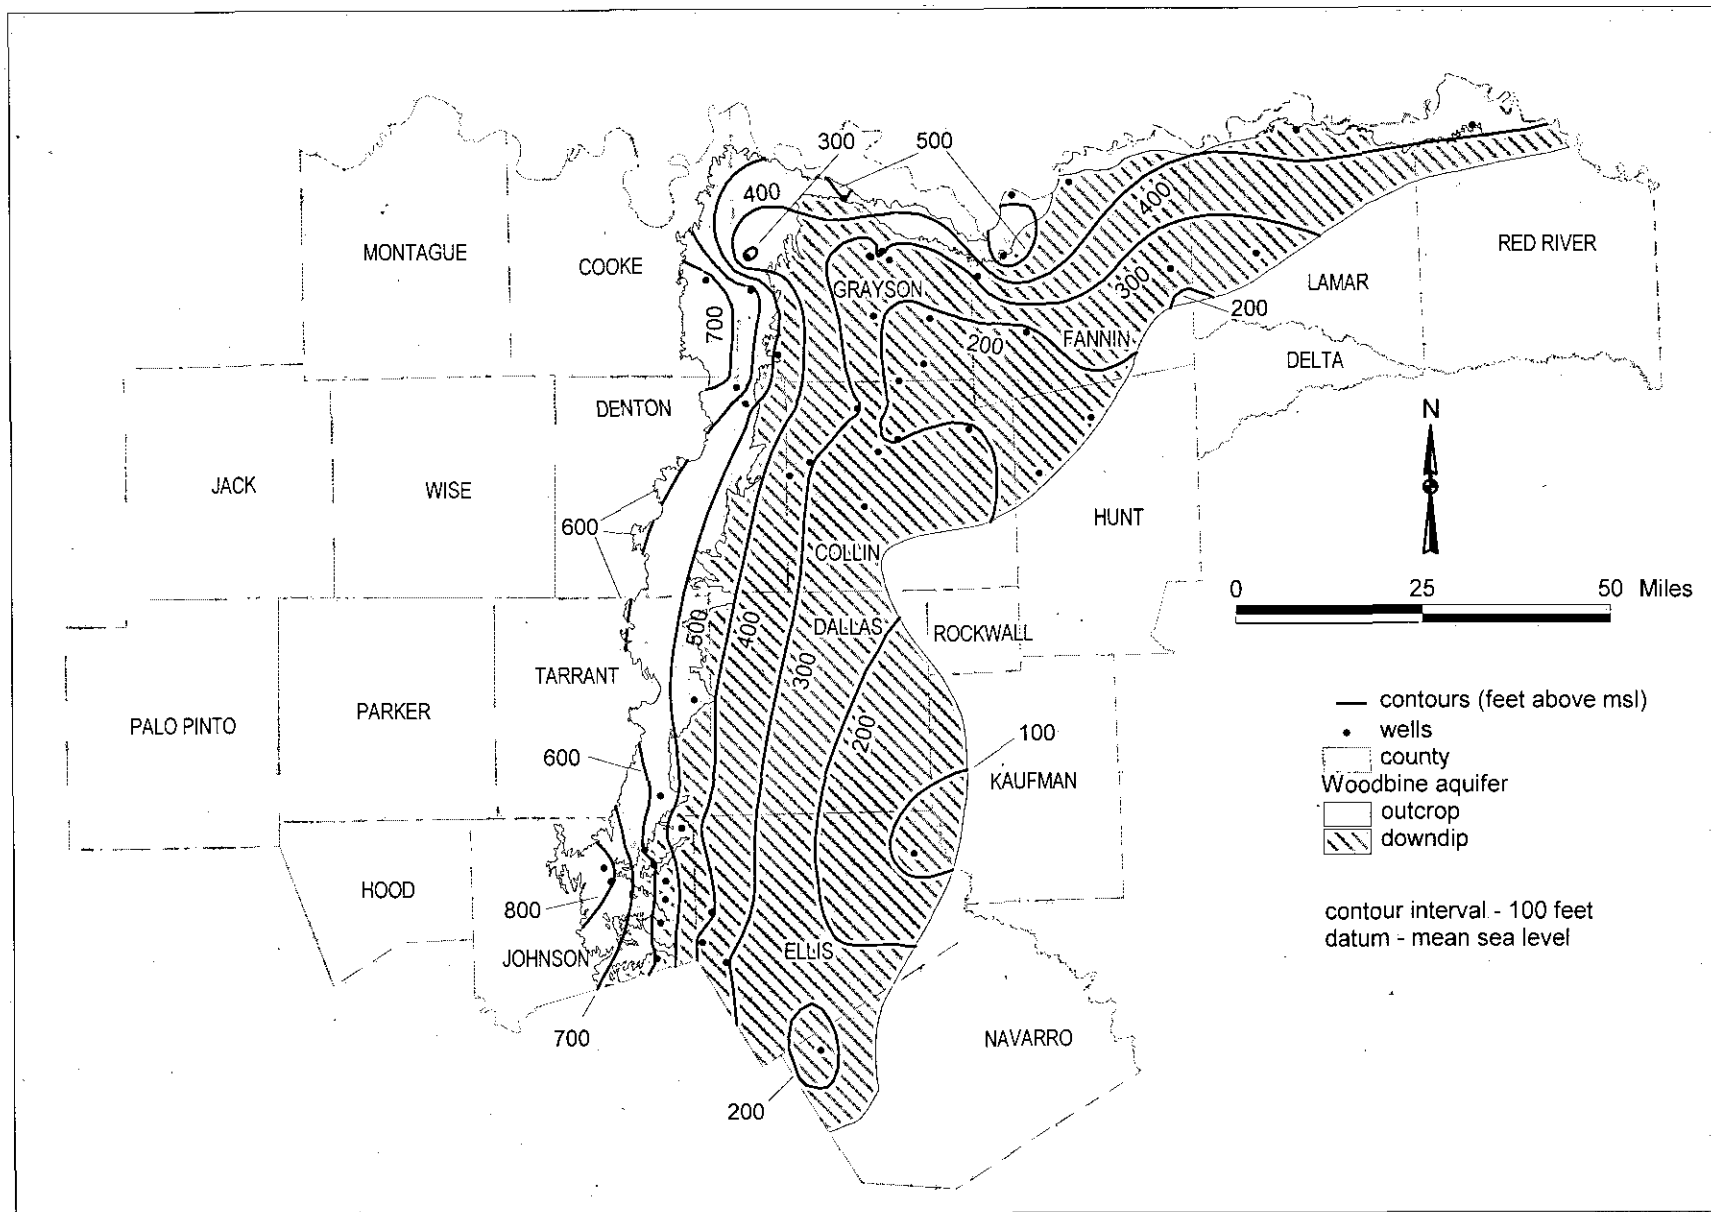 300
500
400
400
MONTAGUE
COOKE
RED RIVER
GRAYSON
300
LAMAR
700
200
200
FANNIN
DELTA
DENTON
N
JACK
WISE
600
HUNT
COLLIN
0 25 50 Miles
500
400
DALLAS
ROCKWALL
300
TARRANT
PALO PINTO
PARKER
200
100
600
KAUFMAN
contours (feet above msl)
wells
county
Woodbine aquifer
outcrop
downdip
HOOD
800
JOHNSON
ELLIS
contour interval - 100 feet
datum - mean sea level
700
NAVARRO
200